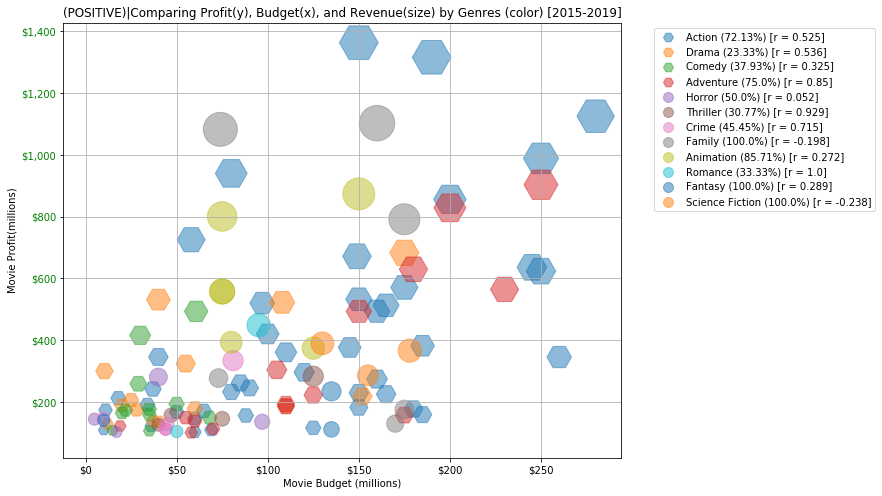 (POSITIVE)|Comparing Profit(y), Budget(x), and Revenue(size) by Genres (color) [2015-2019]
Movie Profit(millions)
$1,400
$1,200
$1,000
$800
$600
$400
$200
$0
$50
$100
$150
$200
$250
Movie Budget (millions)
Action (72.13%) [r = 0.525]
Drama (23.33%) [r = 0.536]
Comedy (37.93%) [r = 0.325]
Adventure (75.0%) [r = 0.85]
Horror (50.0%) [r = 0.052]
Thriller (30.77%) [r = 0.929]
Crime (45.45%) [r = 0.715]
Family (100.0%) [r = -0.198]
Animation (85.71%) [r = 0.272]
Romance (33.33%) [r = 1.0]
Fantasy (100.0%) [r = 0.289]
Science Fiction (100.0%) [r = -0.238]